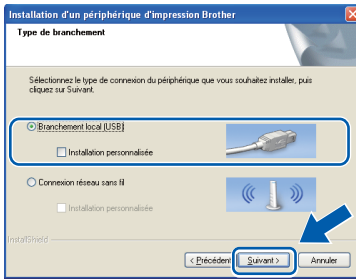 Installation d'un périphérique d'impression Brother
Type de branchement
Sélectionnez le type de connexion du périphérique que vous souhaitez installer, puis
cliquez sur Suivant.
Branchement local (USB)
Installation personnalisée
Connexion réseau sans fil
Installation personnalisée
InstallShield
< Précédent Suivant > Annuler